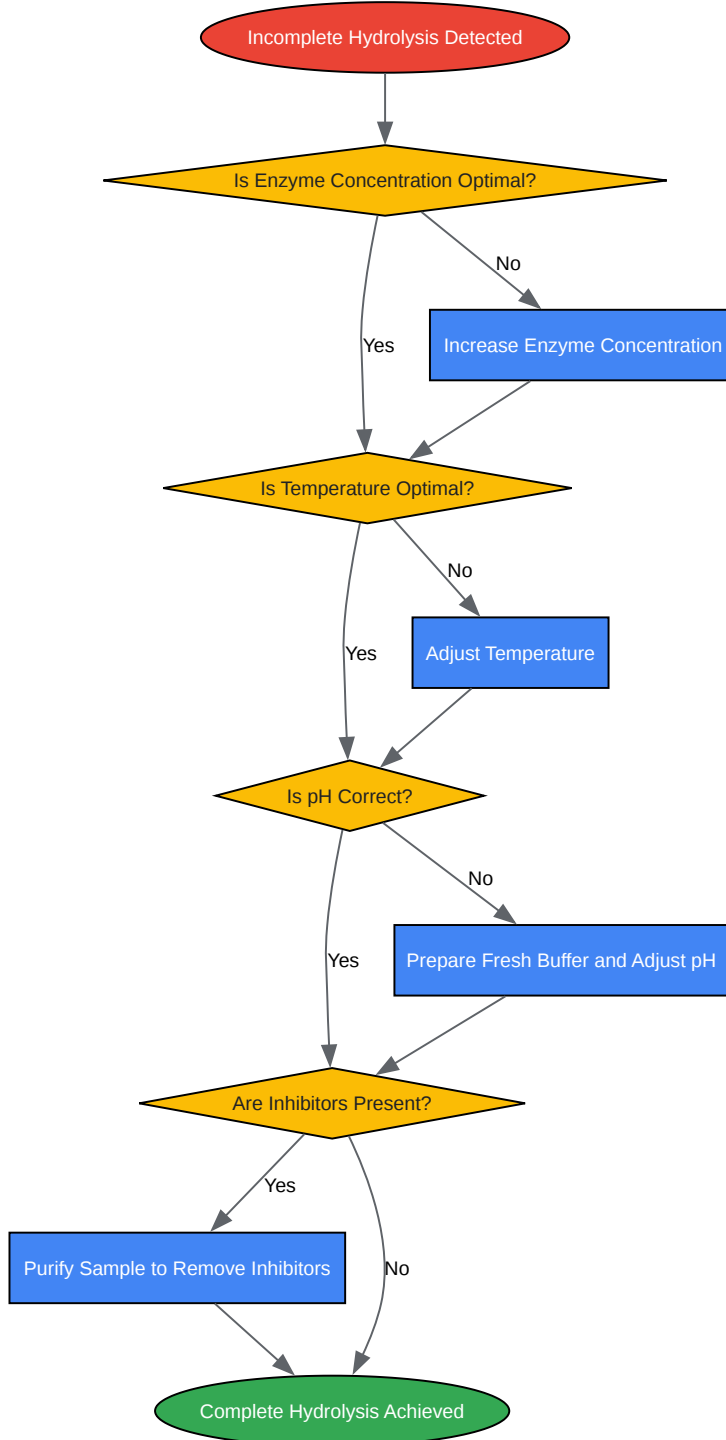 Incomplete Hydrolysis Detected
Is Enzyme Concentration Optimal?
No
Yes
Increase Enzyme Concentration
Is Temperature Optimal?
No
Yes
Adjust Temperature
Is pH Correct?
No
Yes
Prepare Fresh Buffer and Adjust pH
Are Inhibitors Present?
Yes
No
Purify Sample to Remove Inhibitors
Complete Hydrolysis Achieved